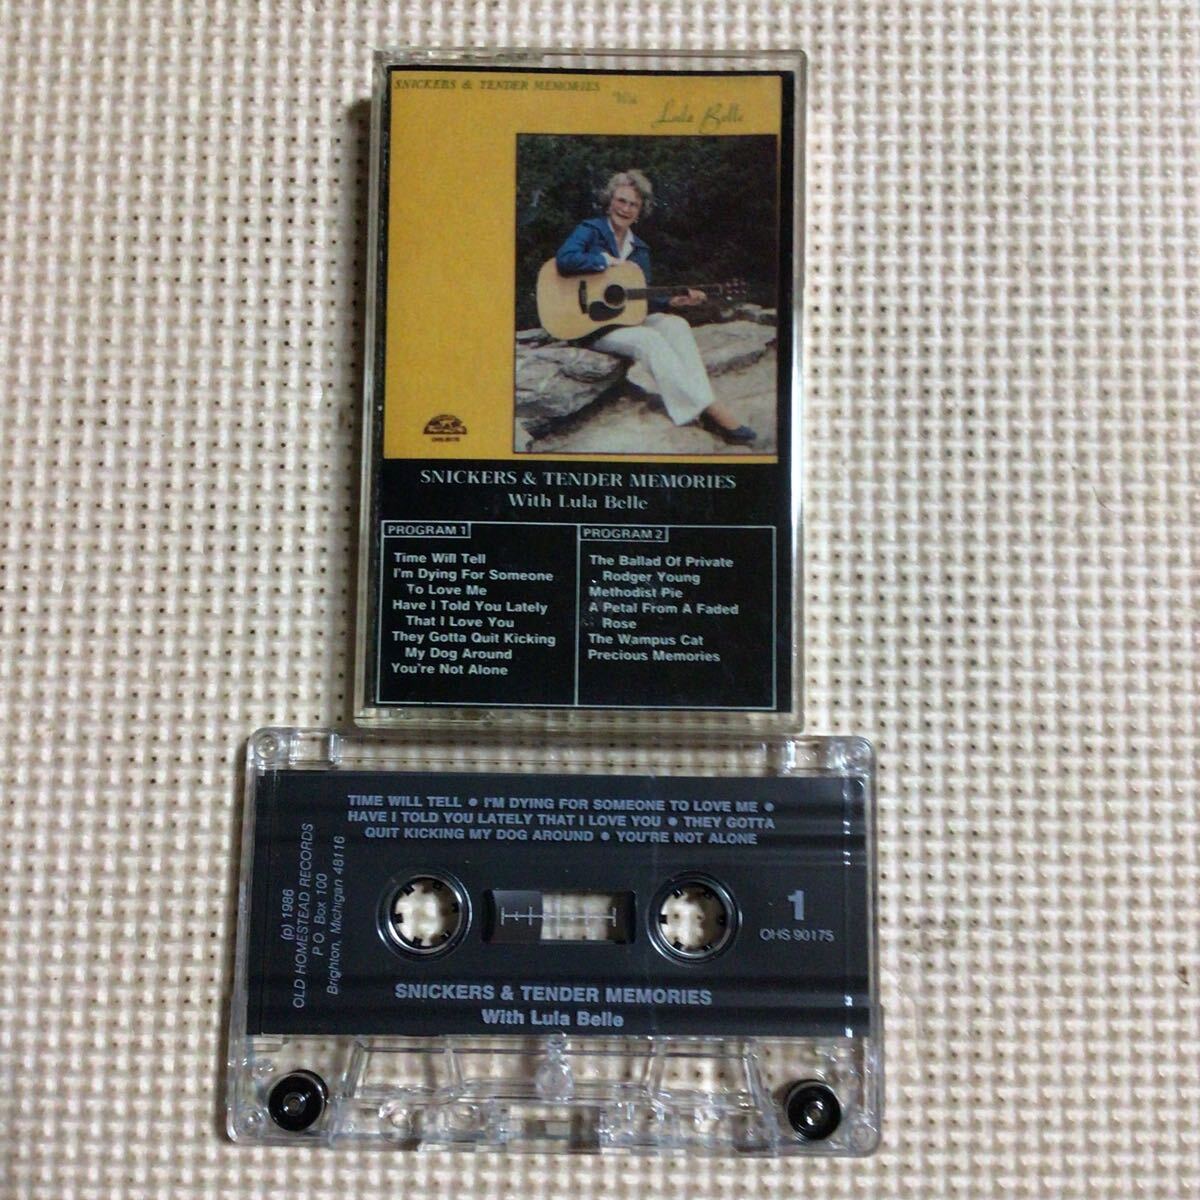 SNICKERS & TENDER MEMORIES
With
Lula Belle
SNICKERS & TENDER MEMORIES
With Lula Belle
PROGRAM 1
Time Will Tell
I'm Dying For Someone
To Love Me
Have I Told You Lately
That I Love You
They Gotta Quit Kicking
My Dog Around
You're Not Alone
PROGRAM 2
The Ballad Of Private
Rodger Young
Methodist Pie
A Petal From A Faded
Rose
The Wampus Cat
Precious Memories
TIME WILL TELL • I'M DYING FOR SOMEONE TO LOVE ME •
HAVE I TOLD YOU LATELY THAT I LOVE YOU • THEY GOTTA
QUIT KICKING MY DOG AROUND • YOU'RE NOT ALONE
(p) 1986
OLD HOMESTEAD RECORDS
P.O. Box 100
Brighton, Michigan 48116
1
OHS 90175
SNICKERS & TENDER MEMORIES
With Lula Belle